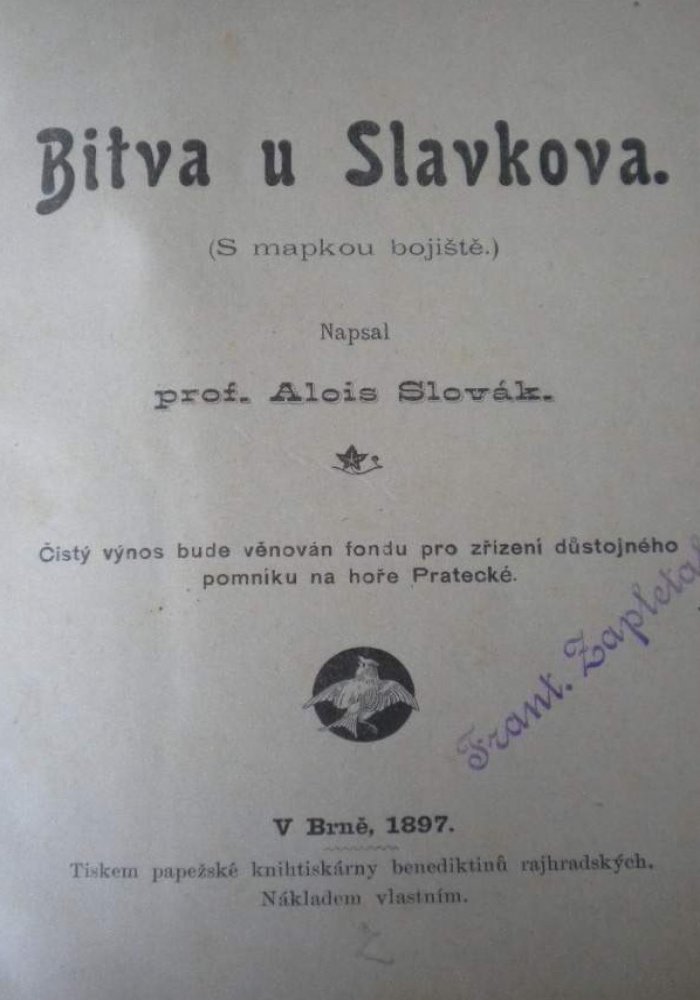 Bitva u Slavkova.
(S mapkou bojiště.)
Napsal
prof. Alois Slovák.
Čistý výnos bude věnován fondu pro zřízení důstojného
pomníku na hoře Pratecké.
Frant. Zapletal
V Brně, 1897.
Tiskem papežské knihtiskárny benediktinů rajhradských.
Nákladem vlastním.